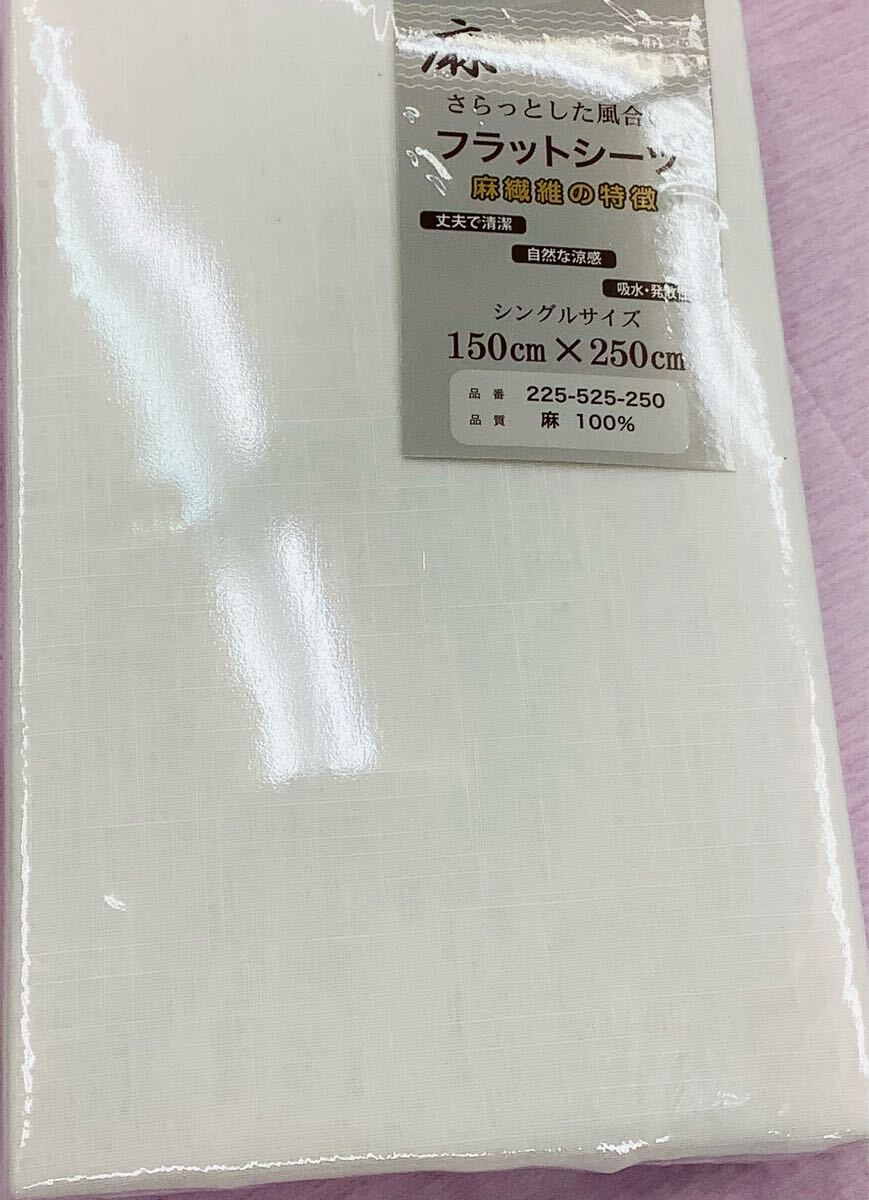 麻
さらっとした風合い
フラットシーツ
麻繊維の特徴
丈夫で清潔
自然な涼感
吸水・発散性
シングルサイズ
150cm×250cm
品番 225-525-250
品質 麻 100%